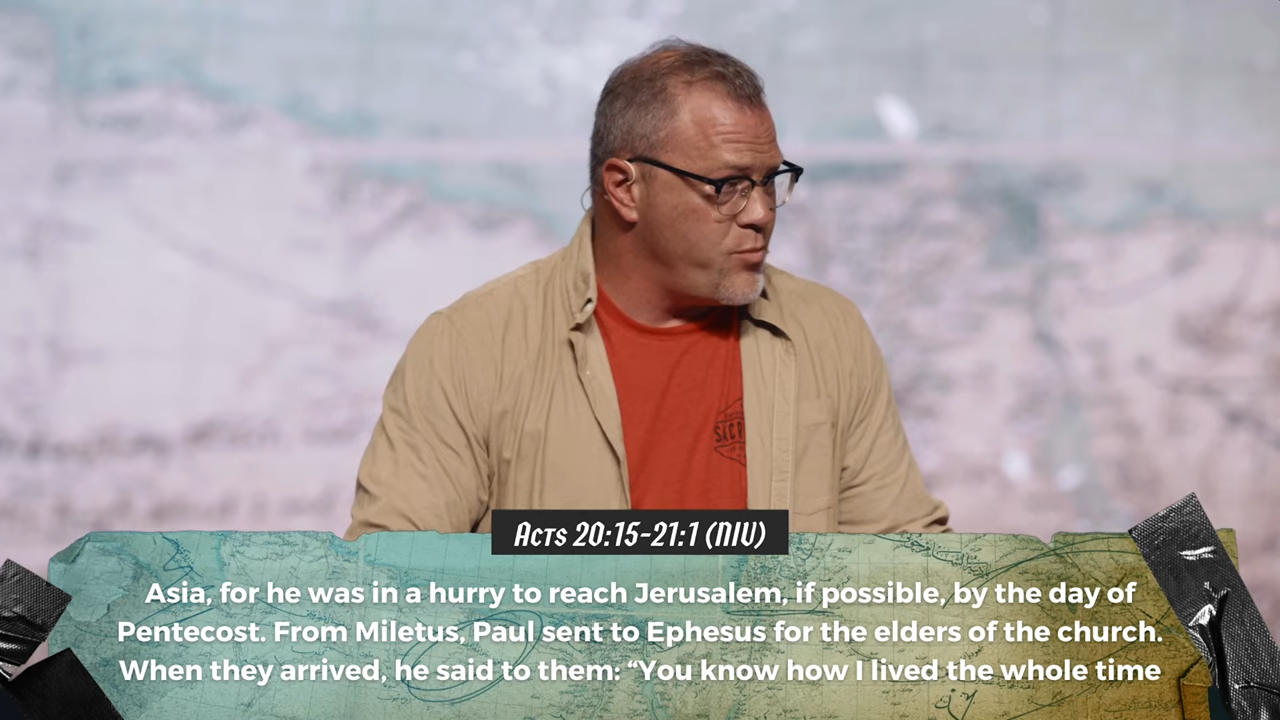 SACR
Acts 20:15-21:1 (NIV)
Asia, for he was in a hurry to reach Jerusalem, if possible, by the day of
Pentecost. From Miletus, Paul sent to Ephesus for the elders of the church.
When they arrived, he said to them: “You know how I lived the whole time